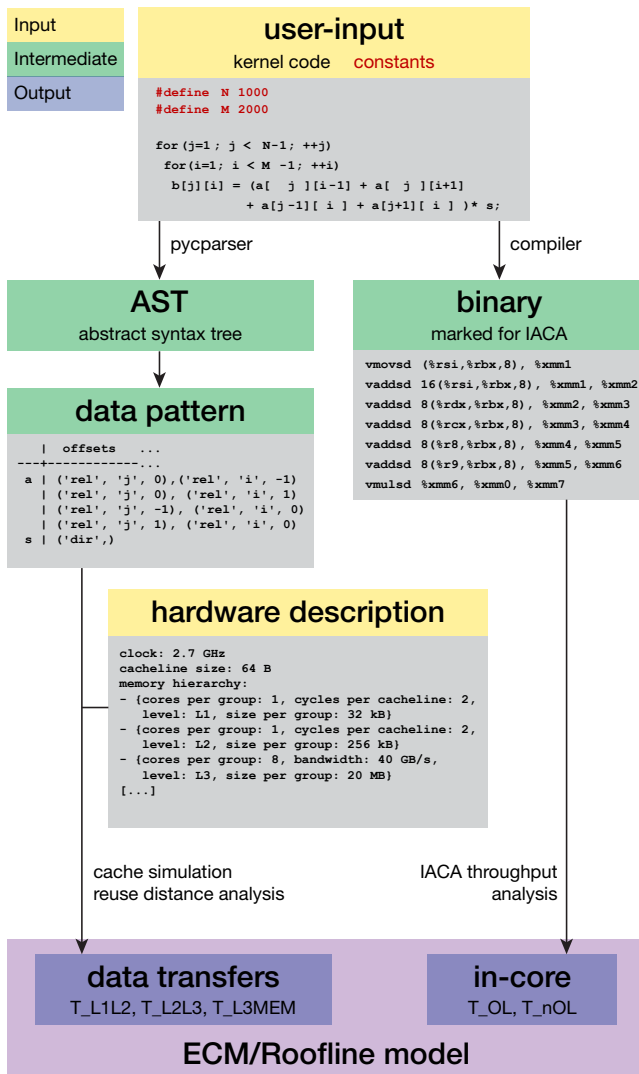 Input
Intermediate
Output
user-input
kernel code constants
#define N 1000
#define M 2000
for(j=1; j < N-1; ++j)
for(i=1; i < M -1; ++i)
b[j][i] = (a[ j ][i-1] + a[ j ][i+1]
+ a[j-1][ i ] + a[j+1][ i ] )* s;
pycparser
compiler
AST
abstract syntax tree
binary
marked for IACA
vmovsd (%rsi,%rbx,8), %xmm1
vaddsd 16(%rsi,%rbx,8), %xmm1, %xmm2
vaddsd 8(%rdx,%rbx,8), %xmm2, %xmm3
vaddsd 8(%rcx,%rbx,8), %xmm3, %xmm4
vaddsd 8(%r8,%rbx,8), %xmm4, %xmm5
vaddsd 8(%r9,%rbx,8), %xmm5, %xmm6
vmulsd %xmm6, %xmm0, %xmm7
data pattern
| offsets ...
---+------------...
a | ('rel', 'j', 0),('rel', 'i', -1)
| ('rel', 'j', 0), ('rel', 'i', 1)
| ('rel', 'j', -1), ('rel', 'i', 0)
| ('rel', 'j', 1), ('rel', 'i', 0)
s | ('dir',)
hardware description
clock: 2.7 GHz
cacheline size: 64 B
memory hierarchy:
- {cores per group: 1, cycles per cacheline: 2,
level: L1, size per group: 32 kB}
- {cores per group: 1, cycles per cacheline: 2,
level: L2, size per group: 256 kB}
- {cores per group: 8, bandwidth: 40 GB/s,
level: L3, size per group: 20 MB}
[...]
cache simulation
reuse distance analysis
IACA throughput
analysis
data transfers
T_L1L2, T_L2L3, T_L3MEM
in-core
T_OL, T_nOL
ECM/Roofline model